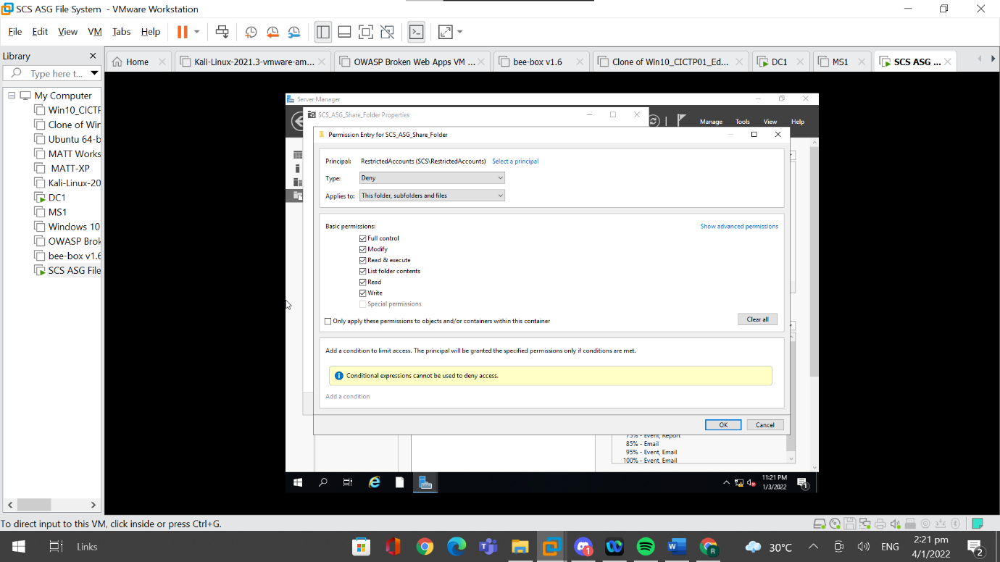 SCS ASG File System - VMware Workstation
File Edit View VM Tabs Help
Library
Type here t...
Home
Kali-Linux-2021.3-vmware-am...
OWASP Broken Web Apps VM ...
bee-box v1.6
Clone of Win10_CICTP01_Ed...
DC1
MS1
SCS ASG ...
My Computer
Win10_CICTP
Clone of Wir
Ubuntu 64-b
MATT Works
MATT-XP
Kali-Linux-20
DC1
MS1
Windows 10
OWASP Brok
bee-box v1.6
SCS ASG File
Server Manager
Manage Tools View Help
SCS_ASG_Share_Folder Properties
Permission Entry for SCS_ASG_Share_Folder
Principal: RestrictedAccounts (SCS\RestrictedAccounts) Select a principal
Type: Deny
Applies to: This folder, subfolders and files
Basic permissions: Show advanced permissions
Full control
Modify
Read & execute
List folder contents
Read
Write
Special permissions
Only apply these permissions to objects and/or containers within this container
Clear all
Add a condition to limit access. The principal will be granted the specified permissions only if conditions are met.
Conditional expressions cannot be used to deny access.
Add a condition
OK Cancel
75% - Event, Report
85% - Email
95% - Event, Email
100% - Event, Email
11:21 PM
1/3/2022
1
To direct input to this VM, click inside or press Ctrl+G.
Links
1
R
30°C
ENG
2:21 pm
4/1/2022
2